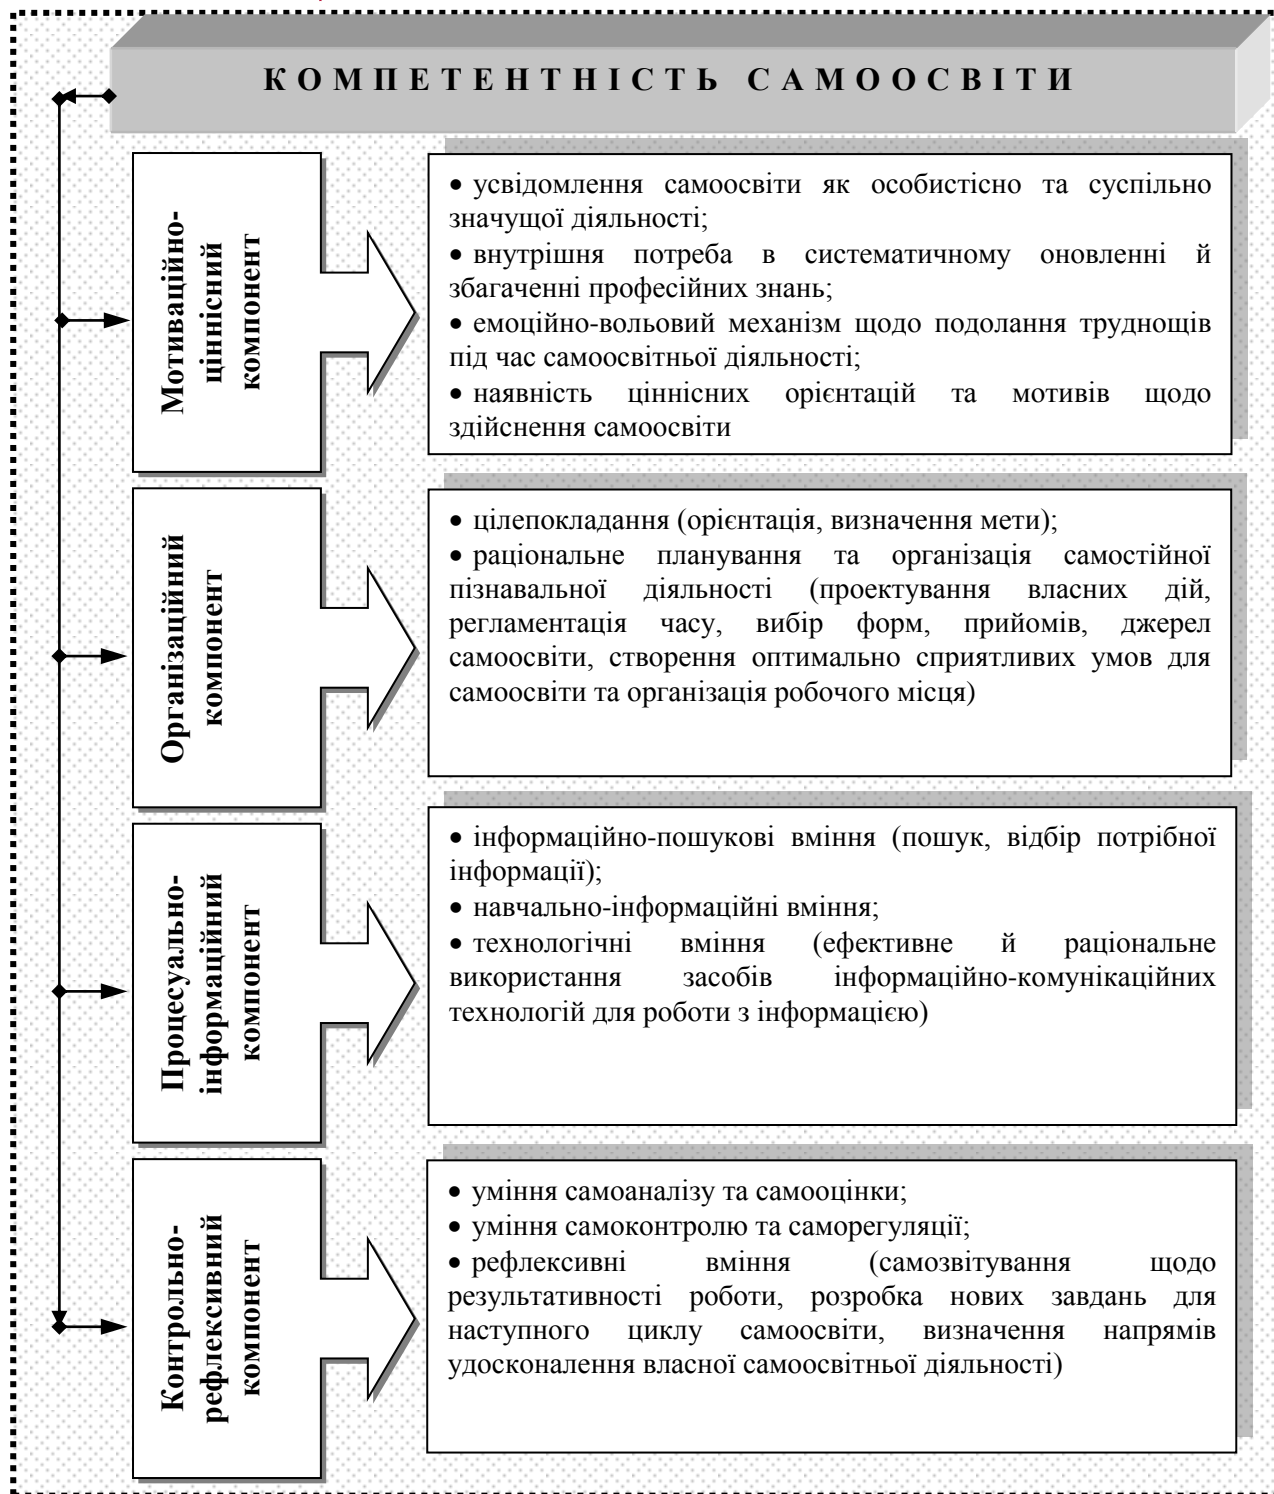 КОМПЕТЕНТНІСТЬ САМООСВІТИ
Мотиваційно-
ціннісний
компонент
• усвідомлення самоосвіти як особистісно та суспільно
значущої діяльності;
• внутрішня потреба в систематичному оновленні й
збагаченні професійних знань;
• емоційно-вольовий механізм щодо подолання труднощів
під час самоосвітньої діяльності;
• наявність ціннісних орієнтацій та мотивів щодо
здійснення самоосвіти
Організаційний
компонент
• цілепокладання (орієнтація, визначення мети);
• раціональне планування та організація самостійної
пізнавальної діяльності (проектування власних дій,
регламентація часу, вибір форм, прийомів, джерел
самоосвіти, створення оптимально сприятливих умов для
самоосвіти та організація робочого місця)
Процесуально-
інформаційний
компонент
• інформаційно-пошукові вміння (пошук, відбір потрібної
інформації);
• навчально-інформаційні вміння;
• технологічні вміння (ефективне й раціональне
використання засобів інформаційно-комунікаційних
технологій для роботи з інформацією)
Контрольно-
рефлексивний
компонент
• уміння самоаналізу та самооцінки;
• уміння самоконтролю та саморегуляції;
• рефлексивні вміння (самозвітування щодо
результативності роботи, розробка нових завдань для
наступного циклу самоосвіти, визначення напрямів
удосконалення власної самоосвітньої діяльності)